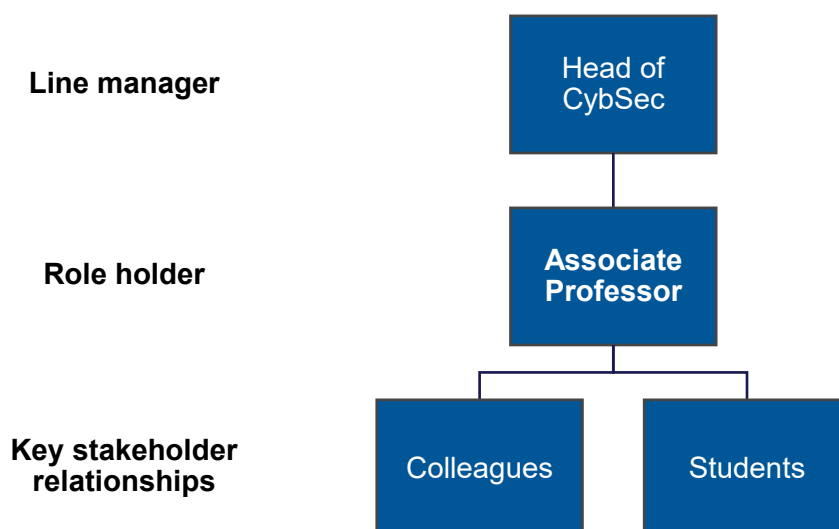 Line manager
Head of
CybSec
Role holder
Associate
Professor
Key stakeholder
relationships
Colleagues
Students